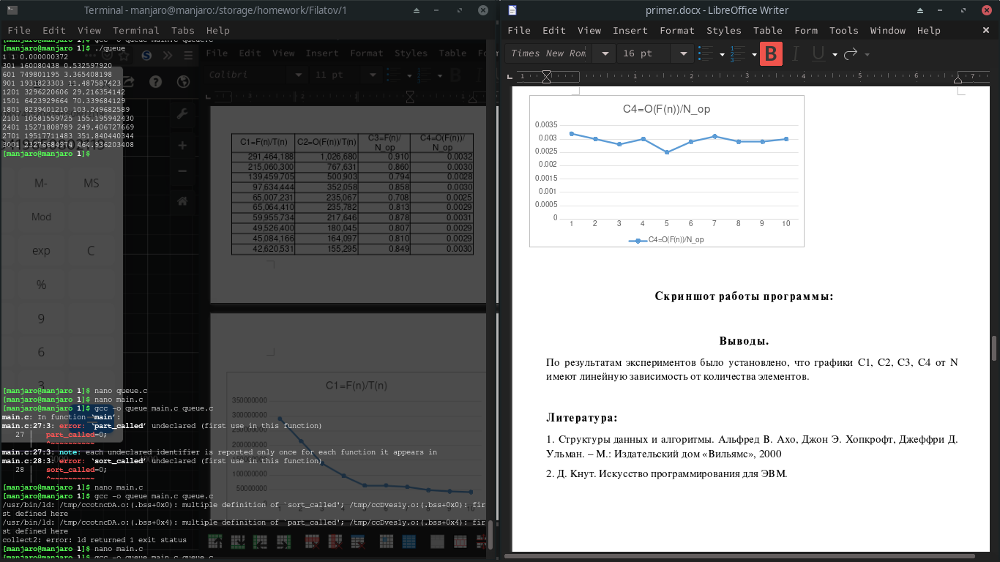 Terminal - manjaro@manjaro:/storage/homework/Filatov/1
File Edit View Terminal Tabs Help
[manjaro@manjaro 1]$ gcc -o queue main.c queue.c
[manjaro@manjaro 1]$ ./queue
1 1 0.000000372
301 160080438 0.532597920
601 749801195 3.365408198
901 1931823303 11.487587423
1201 3296220606 29.216354142
1501 6423929664 70.339684129
1801 8239401210 103.249682589
2101 10581559725 155.195942430
2401 15271808789 249.406727669
2701 19517711483 351.840440344
3001 23276684974 464.936203408
[manjaro@manjaro 1]$
M- MS
Mod
exp C
%
9
6
3
[manjaro@manjaro 1]$ nano queue.c
[manjaro@manjaro 1]$ nano main.c
[manjaro@manjaro 1]$ gcc -o queue main.c queue.c
main.c: In function ‘main’:
main.c:27:3: error: ‘part_called’ undeclared (first use in this function)
27 | part_called=0;
^~~~~~~~~~~
main.c:27:3: note: each undeclared identifier is reported only once for each function it appears in
main.c:28:3: error: ‘sort_called’ undeclared (first use in this function)
28 | sort_called=0;
^~~~~~~~~~~
[manjaro@manjaro 1]$ nano main.c
[manjaro@manjaro 1]$ gcc -o queue main.c queue.c
/usr/bin/ld: /tmp/ccotncDA.o:(.bss+0x0): multiple definition of `sort_called'; /tmp/ccDvesly.o:(.bss+0x0): fir
st defined here
/usr/bin/ld: /tmp/ccotncDA.o:(.bss+0x4): multiple definition of `part_called'; /tmp/ccDvesly.o:(.bss+0x4): fir
st defined here
collect2: error: ld returned 1 exit status
[manjaro@manjaro 1]$ nano main.c
[manjaro@manjaro 1]$ gcc -o queue main.c queue.c
File Edit View Insert Format Styles Table
Calibri 11 pt
C1=F(n)/T(n) C2=O(F(n))/T(n) C3=F(n)/N_op C4=O(F(n))/N_op
291,464,188 1,026,680 0.910 0.0032
215,060,300 767,631 0.860 0.0030
139,459,705 500,903 0.794 0.0028
97,634,444 352,058 0.858 0.0030
65,007,231 235,067 0.708 0.0025
65,064,410 235,782 0.813 0.0029
59,955,734 217,646 0.878 0.0031
49,526,400 180,045 0.807 0.0029
45,084,166 164,097 0.810 0.0029
42,620,531 155,295 0.849 0.0030
C1=F(n)/T(n)
350000000
300000000
100000000
50000000
primer.docx - LibreOffice Writer
File Edit View Insert Format Styles Table Form Tools Window Help
Times New Rom 16 pt
1 1 2 3 4 5 6 7
C4=O(F(n))/N_op
0.0035
0.003
0.0025
0.002
0.0015
0.001
0.0005
0
1 2 3 4 5 6 7 8 9 10
C4=O(F(n))/N_op
Скриншот работы программы:
Выводы.
По результатам экспериментов было установлено, что графики С1, С2, С3, С4 от N
имеют линейную зависимость от количества элементов.
Литература:
1. Структуры данных и алгоритмы. Альфред В. Ахо, Джон Э. Хопкрофт, Джеффри Д.
Ульман. – М.: Издательский дом «Вильямс», 2000
2. Д. Кнут. Искусство программирования для ЭВМ.